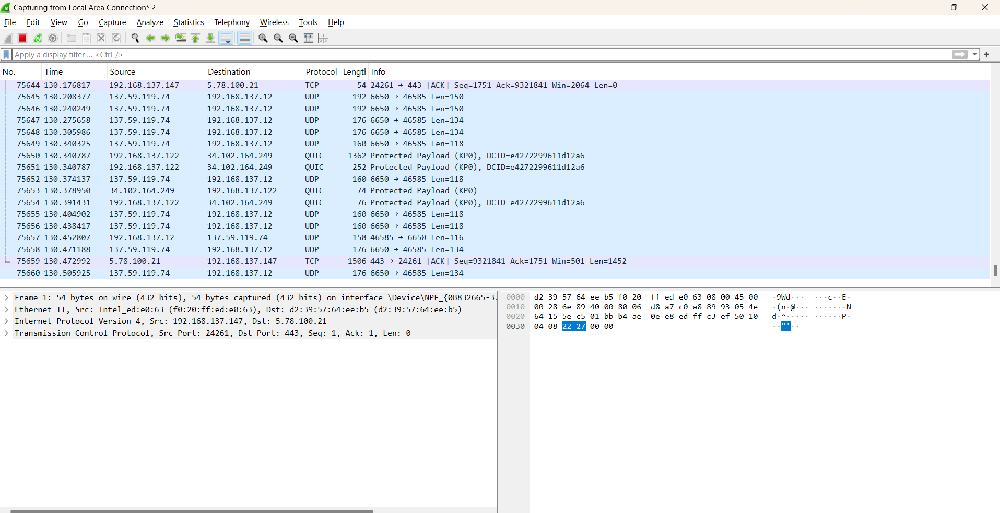 Capturing from Local Area Connection* 2
File Edit View Go Capture Analyze Statistics Telephony Wireless Tools Help
Apply a display filter ... <Ctrl-/>
No. Time Source Destination Protocol Length Info
75644 130.176817 192.168.137.147 5.78.100.21 TCP 54 24261 → 443 [ACK] Seq=1751 Ack=9321841 Win=2064 Len=0
75645 130.208377 137.59.119.74 192.168.137.12 UDP 192 6650 → 46585 Len=150
75646 130.240249 137.59.119.74 192.168.137.12 UDP 192 6650 → 46585 Len=150
75647 130.275658 137.59.119.74 192.168.137.12 UDP 176 6650 → 46585 Len=134
75648 130.305986 137.59.119.74 192.168.137.12 UDP 176 6650 → 46585 Len=134
75649 130.340325 137.59.119.74 192.168.137.12 UDP 160 6650 → 46585 Len=118
75650 130.340787 192.168.137.122 34.102.164.249 QUIC 1362 Protected Payload (KP0), DCID=e4272299611d12a6
75651 130.340787 192.168.137.122 34.102.164.249 QUIC 252 Protected Payload (KP0), DCID=e4272299611d12a6
75652 130.374137 137.59.119.74 192.168.137.12 UDP 160 6650 → 46585 Len=118
75653 130.378950 34.102.164.249 192.168.137.122 QUIC 74 Protected Payload (KP0)
75654 130.391431 192.168.137.122 34.102.164.249 QUIC 76 Protected Payload (KP0), DCID=e4272299611d12a6
75655 130.404902 137.59.119.74 192.168.137.12 UDP 160 6650 → 46585 Len=118
75656 130.438417 137.59.119.74 192.168.137.12 UDP 160 6650 → 46585 Len=118
75657 130.452807 192.168.137.12 137.59.119.74 UDP 158 46585 → 6650 Len=116
75658 130.471188 137.59.119.74 192.168.137.12 UDP 176 6650 → 46585 Len=134
75659 130.472992 5.78.100.21 192.168.137.147 TCP 1506 443 → 24261 [ACK] Seq=9321841 Ack=1751 Win=501 Len=1452
75660 130.505925 137.59.119.74 192.168.137.12 UDP 176 6650 → 46585 Len=134
Frame 1: 54 bytes on wire (432 bits), 54 bytes captured (432 bits) on interface \Device\NPF_{0B832665-37
Ethernet II, Src: Intel_ed:e0:63 (f0:20:ff:ed:e0:63), Dst: d2:39:57:64:ee:b5 (d2:39:57:64:ee:b5)
Internet Protocol Version 4, Src: 192.168.137.147, Dst: 5.78.100.21
Transmission Control Protocol, Src Port: 24261, Dst Port: 443, Seq: 1, Ack: 1, Len: 0
0000 d2 39 57 64 ee b5 f0 20 ff ed e0 63 08 00 45 00 ·9Wd··· ···c··E·
0010 00 28 6e 89 40 00 80 06 d8 a7 c0 a8 89 93 05 4e ·(n·@··· ·······N
0020 64 15 5e c5 01 bb b4 ae 0e e8 ed ff c3 ef 50 10 d·^····· ······P·
0030 04 08 22 27 00 00 ··"'··